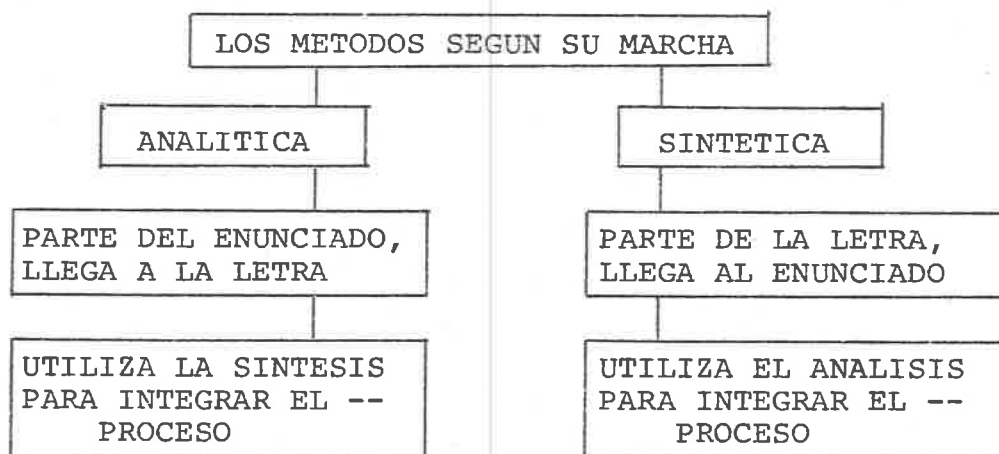 LOS METODOS SEGUN SU MARCHA
ANALITICA
SINTETICA
PARTE DEL ENUNCIADO,
LLEGA A LA LETRA
PARTE DE LA LETRA,
LLEGA AL ENUNCIADO
UTILIZA LA SINTESIS
PARA INTEGRAR EL --
PROCESO
UTILIZA EL ANALISIS
PARA INTEGRAR EL --
PROCESO